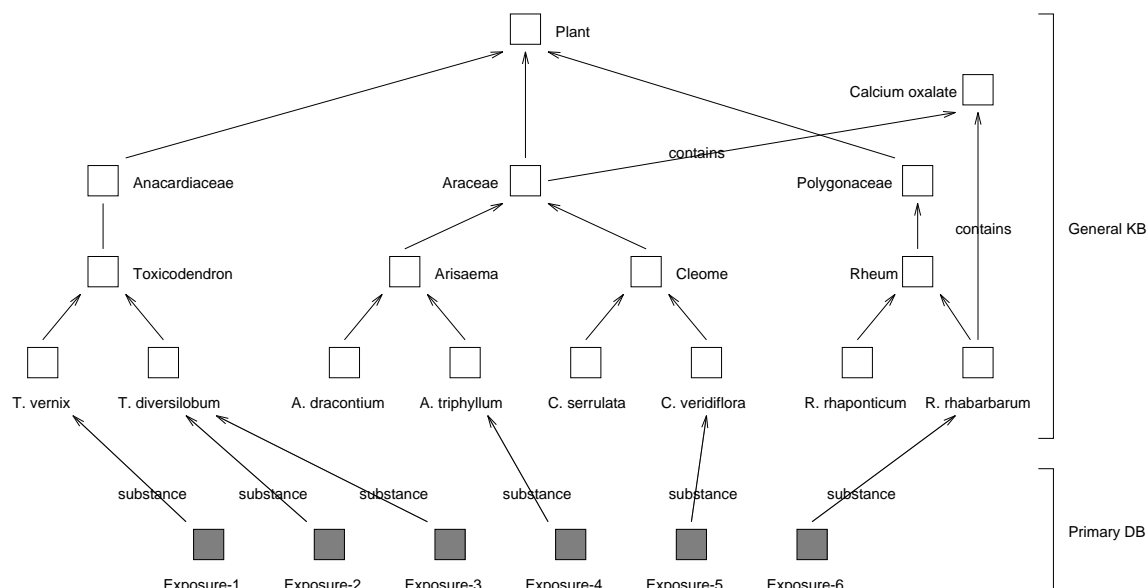 Plant
Calcium oxalate
contains
Anacardiaceae
Araceae
Polygonaceae
contains
General KB
Toxicodendron
Arisaema
Cleome
Rheum
T. vernix
T. diversilobum
A. dracontium
A. triphyllum
C. serrulata
C. veridiflora
R. rhaponticum
R. rhabarbarum
substance
substance
substance
substance
substance
substance
Primary DB
Exposure-1
Exposure-2
Exposure-3
Exposure-4
Exposure-5
Exposure-6